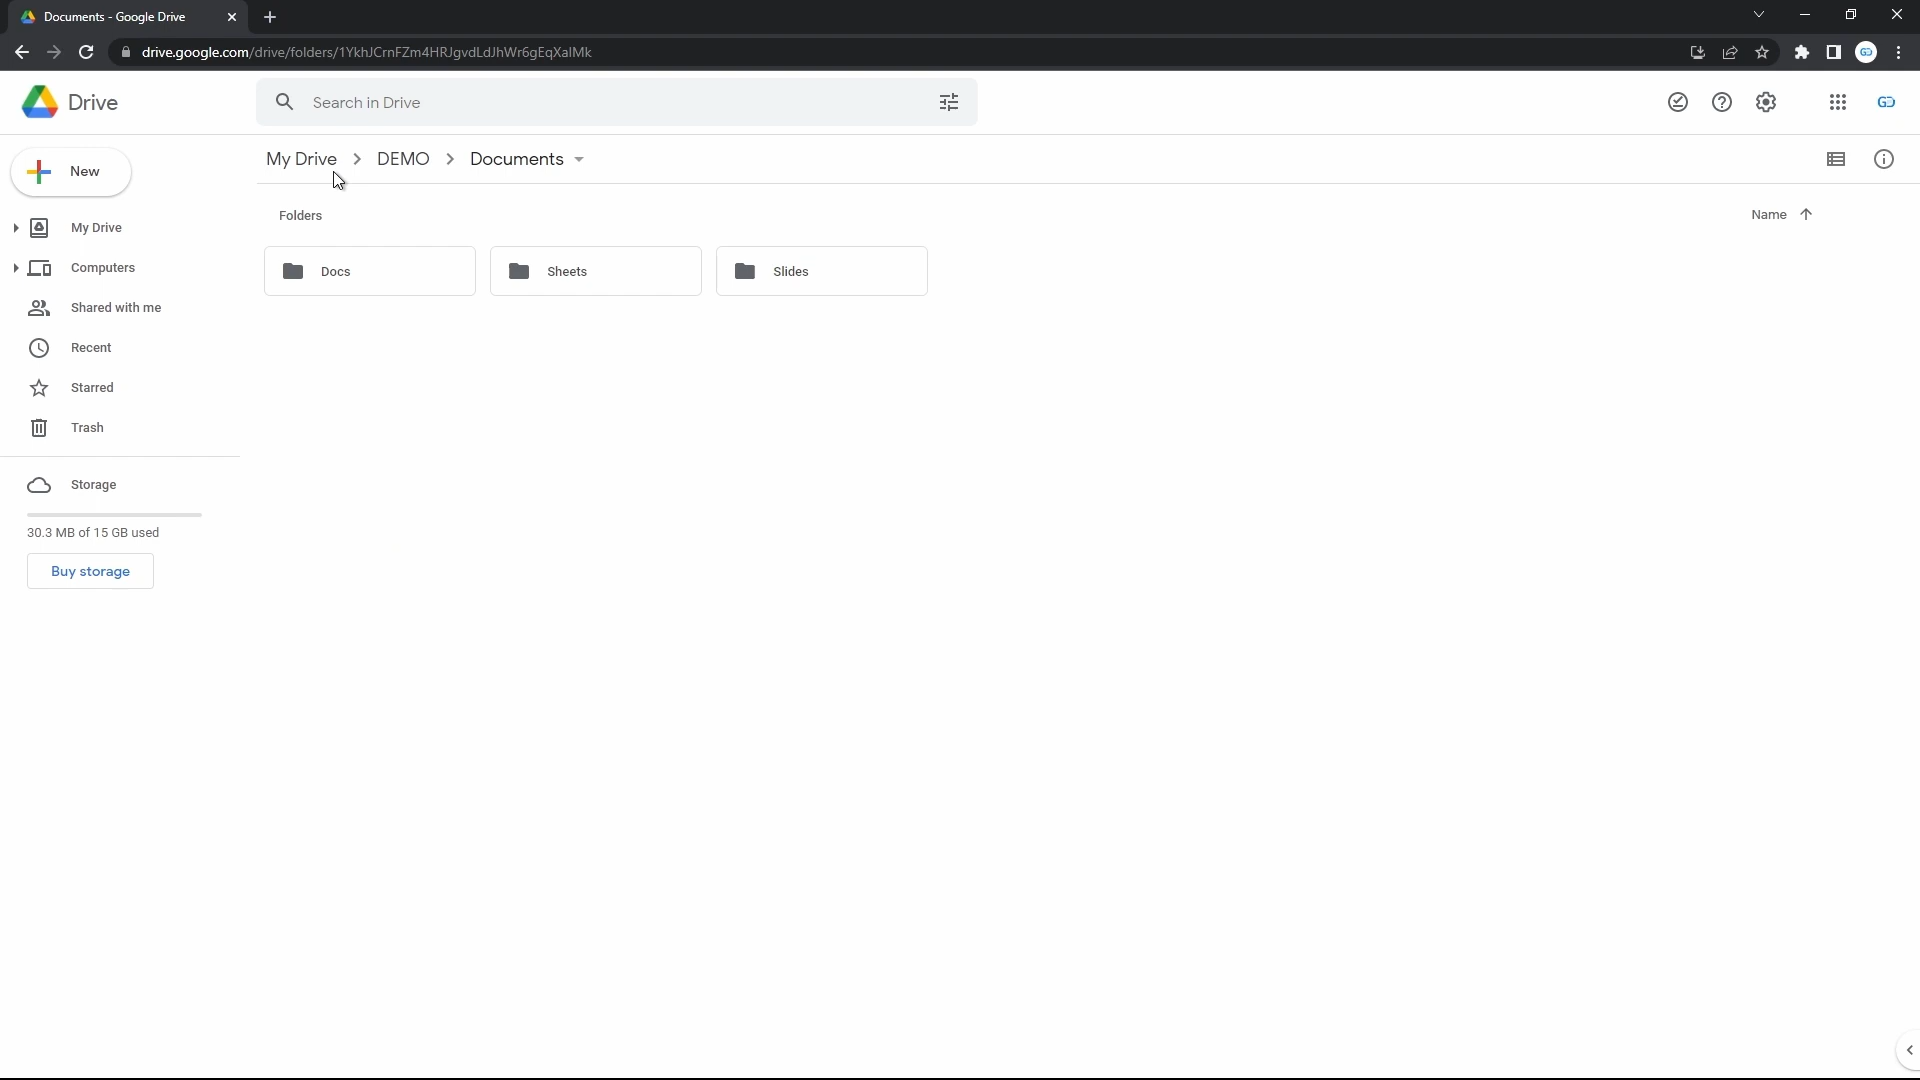 Documents - Google Drive
drive.google.com/drive/folders/1YkhJCrnFZm4HRJgvdLdJhWr6gEqXaIMk
Drive
Search in Drive
New
My Drive > DEMO > Documents
My Drive
Computers
Shared with me
Recent
Starred
Trash
Storage
30.3 MB of 15 GB used
Buy storage
Folders
Name
Docs
Sheets
Slides